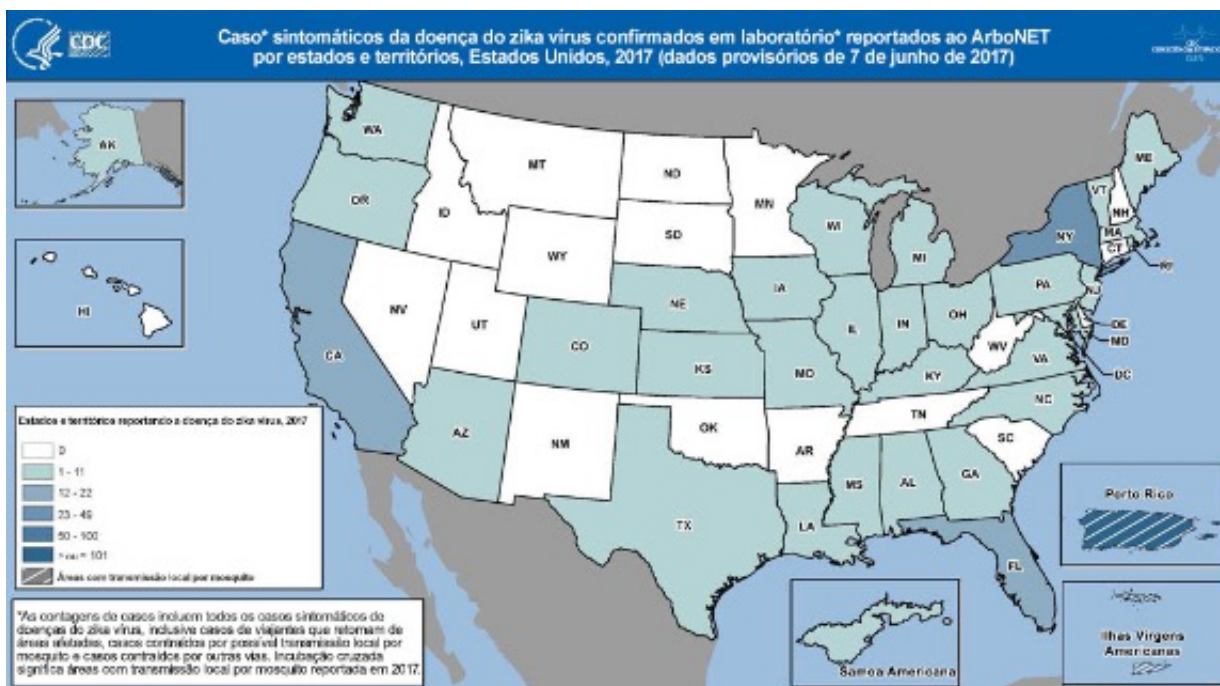 CDC
Caso* sintomáticos da doença do zika vírus confirmados em laboratório* reportados ao ArboNET
por estados e territórios, Estados Unidos, 2017 (dados provisórios de 7 de junho de 2017)
AK
HI
WA
OR
CA
ID
NV
MT
WY
UT
AZ
CO
NM
ND
SD
NE
KS
OK
TX
MN
IA
MO
AR
LA
WI
IL
MI
IN
OH
KY
TN
MS
AL
GA
FL
SC
NC
VA
WV
PA
NY
VT
NH
ME
MA
CT
RI
NJ
DE
MD
DC
Estados e territórios reportando a doença do zika vírus, 2017
0
1 - 11
12 - 22
23 - 49
50 - 100
> ou = 101
Áreas com transmissão local por mosquito
*As contagens de casos incluem todos os casos sintomáticos de
doenças do zika vírus, inclusive casos de viajantes que retornam de
áreas afetadas, casos contraídos por possível transmissão local por
mosquito e casos contraídos por outras vias. Incubação cruzada
significa áreas com transmissão local por mosquito reportada em 2017.
Samoa Americana
Porto Rico
Ilhas Virgens
Americanas